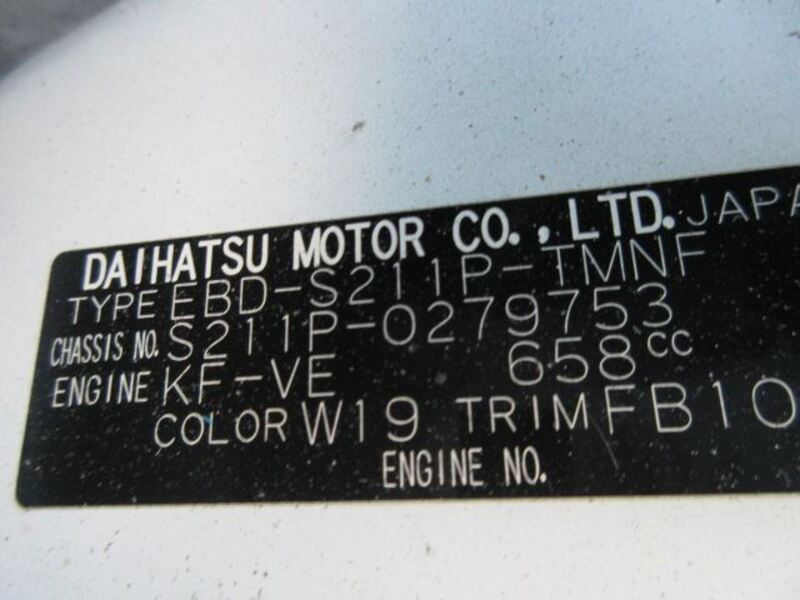 DAIHATSU MOTOR CO., LTD. JAPA
TYPE EBD-S211P-TMNF
CHASSIS NO. S211P-0279753
ENGINE KF-VE 658cc
COLOR W19 TRIM FB10
ENGINE NO.